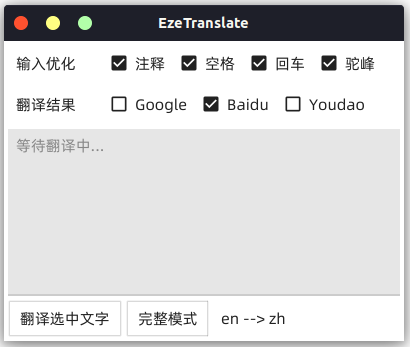 EzeTranslate
输入优化 注释 空格 回车 驼峰
翻译结果 Google Baidu Youdao
等待翻译中...
翻译选中文字 完整模式 en --> zh